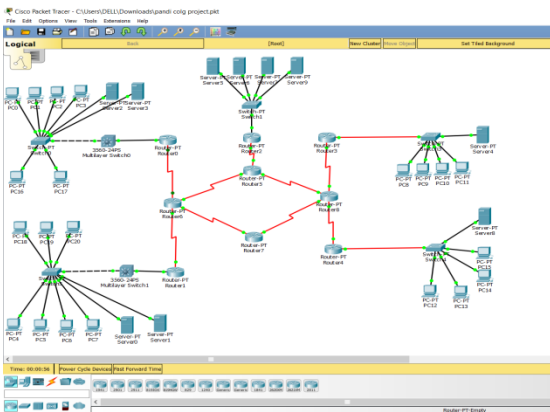 Cisco Packet Tracer - C:\Users\DELL\Downloads\pandi colg project.pkt
File Edit Options View Tools Extensions Help
Logical Back [Root] New Cluster Move Object Set Tiled Background
Server-PT Server-PT Server-PT Server-PT
Server5 Server6 Server7 Server9
PC-PT PC-PT PC-PT PC-PT Server-PT Server-PT
PC0 PC1 PC2 PC3 Server2 Server3
Switch-PT
Switch1
Switch-PT
Switch0
3560-24PS
Multilayer Switch0
Router-PT
Router0
Router-PT
Router2
Router-PT
Router3
Switch-PT
Server-PT
Server4
PC-PT PC-PT
PC16 PC17
Router-PT
Router5
PC-PT PC-PT PC-PT PC-PT
PC8 PC9 PC10 PC11
Router-PT
Router6
Router-PT
Router8
PC-PT PC-PT PC-PT
PC18 PC19 PC20
Router-PT
Router7
Server-PT
Server8
3560-24PS
Multilayer Switch1
Router-PT
Router1
Router-PT
Router4
Switch-PT
PC-PT
PC15
PC-PT
PC14
PC-PT PC-PT
PC12 PC13
PC-PT PC-PT PC-PT PC-PT Server-PT Server-PT
PC4 PC5 PC6 PC7 Server0 Server1
Time: 00:00:36 Power Cycle Devices Fast Forward Time
Router-PT-Empty